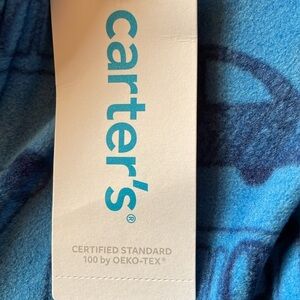 carter's®
CERTIFIED STANDARD
100 by OEKO-TEX®